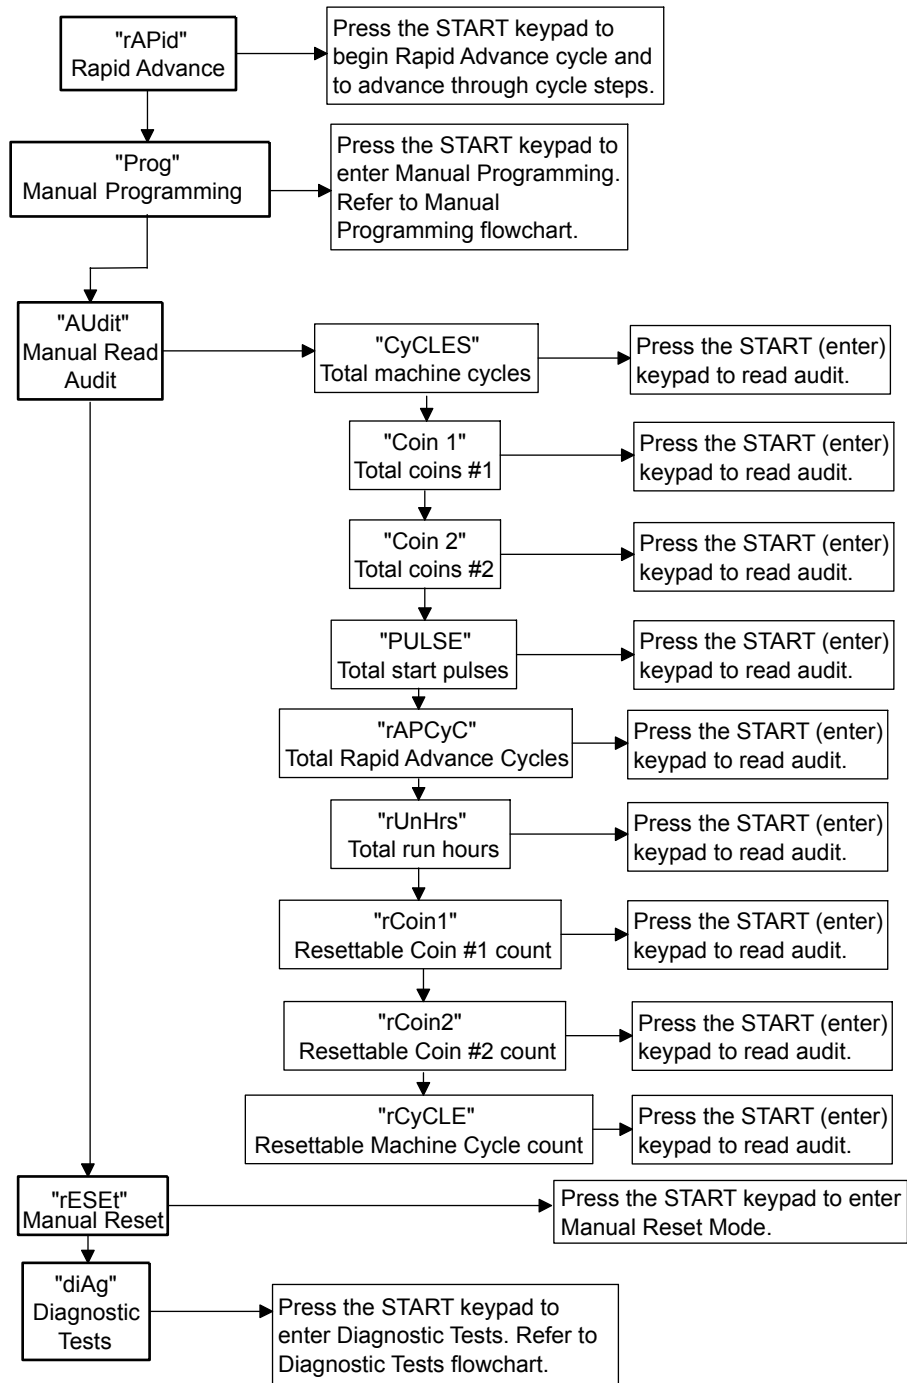 "rAPid"
Rapid Advance
Press the START keypad to
begin Rapid Advance cycle and
to advance through cycle steps.
"Prog"
Manual Programming
Press the START keypad to
enter Manual Programming.
Refer to Manual
Programming flowchart.
"AUdit"
Manual Read
Audit
"CyCLES"
Total machine cycles
Press the START (enter)
keypad to read audit.
"Coin 1"
Total coins #1
Press the START (enter)
keypad to read audit.
"Coin 2"
Total coins #2
Press the START (enter)
keypad to read audit.
"PULSE"
Total start pulses
Press the START (enter)
keypad to read audit.
"rAPCyC"
Total Rapid Advance Cycles
Press the START (enter)
keypad to read audit.
"rUnHrs"
Total run hours
Press the START (enter)
keypad to read audit.
"rCoin1"
Resettable Coin #1 count
Press the START (enter)
keypad to read audit.
"rCoin2"
Resettable Coin #2 count
Press the START (enter)
keypad to read audit.
"rCyCLE"
Resettable Machine Cycle count
Press the START (enter)
keypad to read audit.
"rESEt"
Manual Reset
Press the START keypad to enter
Manual Reset Mode.
"diAg"
Diagnostic
Tests
Press the START keypad to
enter Diagnostic Tests. Refer to
Diagnostic Tests flowchart.